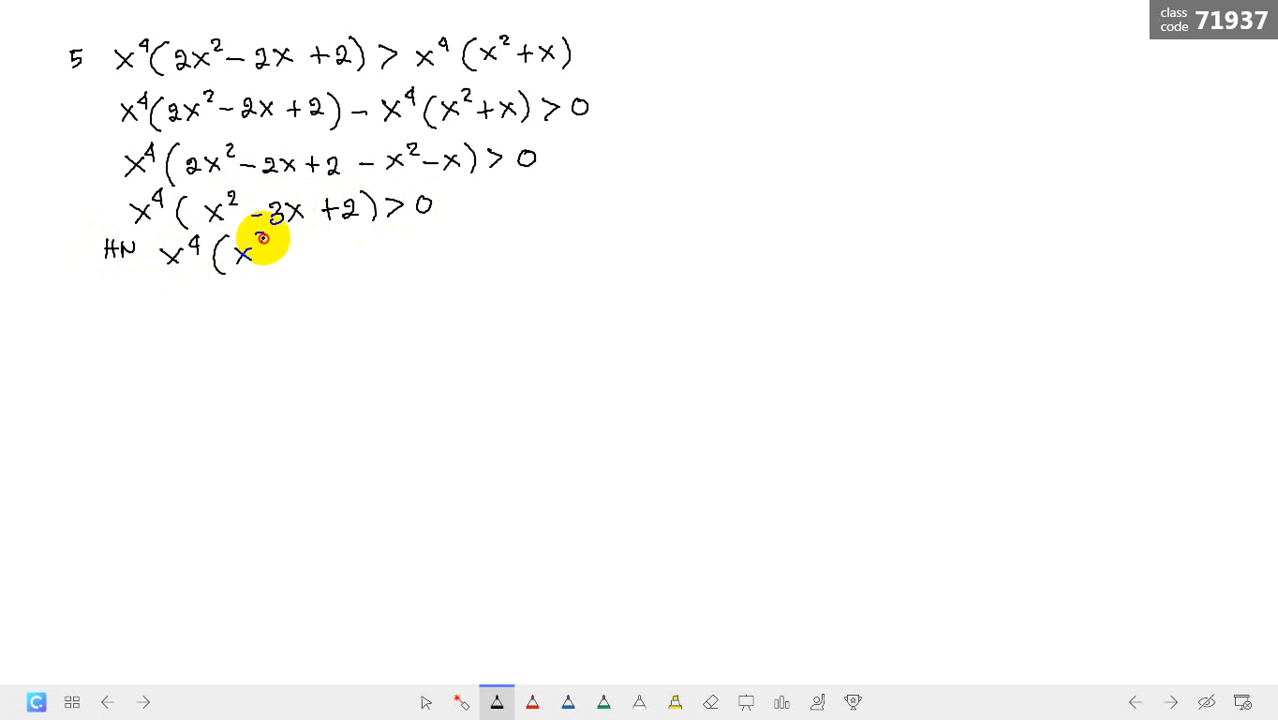 class code 71937
5 x⁴(2x² − 2x + 2) > x⁴(x² + x)
x⁴(2x² − 2x + 2) − x⁴(x² + x) > 0
x⁴(2x² − 2x + 2 − x² − x) > 0
x⁴(x² − 3x + 2) > 0
HN x⁴(x²